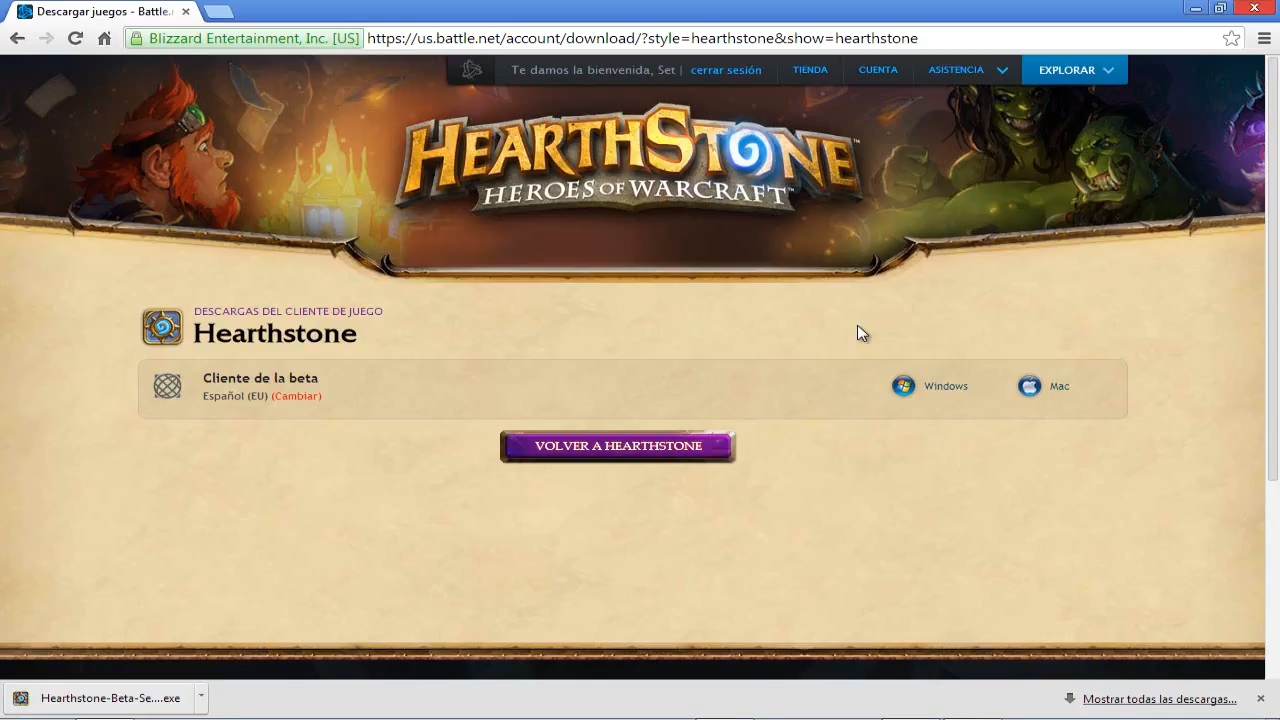 Descargar juegos - Battle.
Blizzard Entertainment, Inc. [US]
https://us.battle.net/account/download/?style=hearthstone&show=hearthstone
Te damos la bienvenida, Set | cerrar sesión
TIENDA
CUENTA
ASISTENCIA
EXPLORAR
HEARTHSTONE™
HEROES OF WARCRAFT™
DESCARGAS DEL CLIENTE DE JUEGO
Hearthstone
Cliente de la beta
Español (EU) (Cambiar)
Windows
Mac
VOLVER A HEARTHSTONE
Hearthstone-Beta-Se....exe
Mostrar todas las descargas...